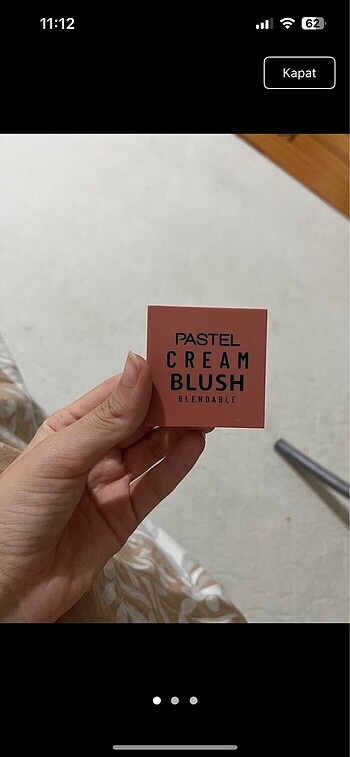 11:12
62
Kapat
PASTEL
CREAM
BLUSH
BLENDABLE